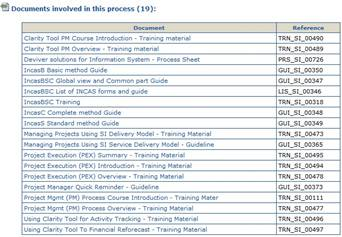 Documents involved in this process (19):
Document Reference
Clarity Tool PM Course Introduction - Training material TRN_SI_00490
Clarity Tool PM Overview - Training material TRN_SI_00489
Deviver solutions for Information System - Process Sheet PRS_SI_00726
IncasB Basic method Guide GUI_SI_00350
IncasBSC Global view and Common part Guide GUI_SI_00347
IncasBSC List of INCAS forms and guide LIS_SI_00346
IncasBSC Training TRN_SI_00318
IncasC Complete method Guide GUI_SI_00348
IncasS Standard method Guide GUI_SI_00349
Managing Projects Using SI Delivery Model - Training Material TRN_SI_00473
Managing Projects Using SI Service Delivery Model - Guideline GUI_SI_00365
Project Execution (PEX) Summary - Training Material TRN_SI_00495
Project Execution (PEX) Introduction - Training Material TRN_SI_00494
Project Execution (PEX) Overview - Training Material TRN_SI_00478
Project Manager Quick Reminder - Guideline GUI_SI_00373
Project Mgmt (PM) Process Course Introduction - Training Mater TRN_SI_00111
Project Mgmt (PM) Process Overview - Training Material TRN_SI_00477
Using Clarity Tool for Activity Tracking - Training Material TRN_SI_00496
Using Clarity Tool To Financial Reforecast - Training Material TRN_SI_00497